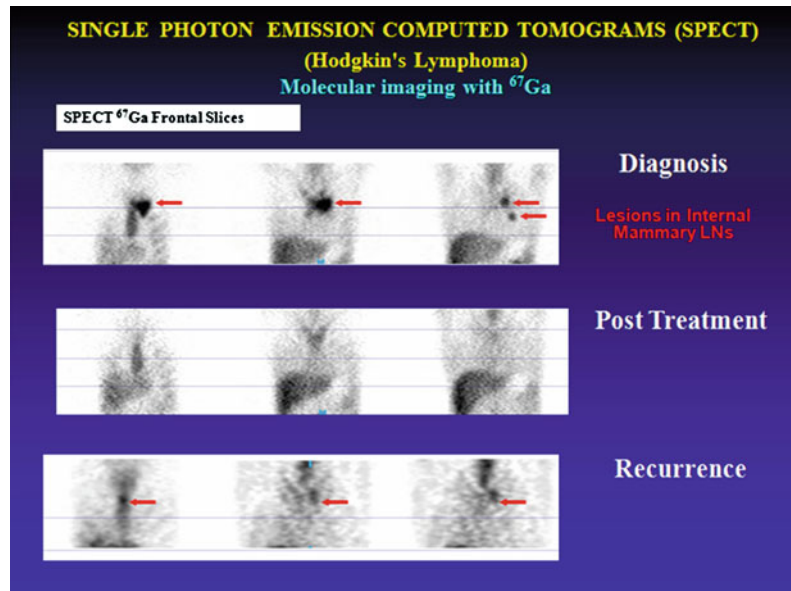 SINGLE PHOTON EMISSION COMPUTED TOMOGRAMS (SPECT)
(Hodgkin's Lymphoma)
Molecular imaging with ⁶⁷Ga
SPECT ⁶⁷Ga Frontal Slices
Diagnosis
Lesions in Internal
Mammary LNs
Post Treatment
Recurrence